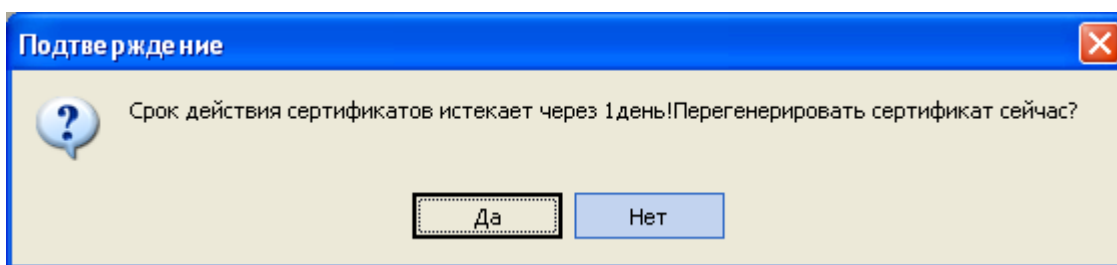 Подтверждение
Срок действия сертификатов истекает через 1день!Перегенерировать сертификат сейчас?
Да
Нет